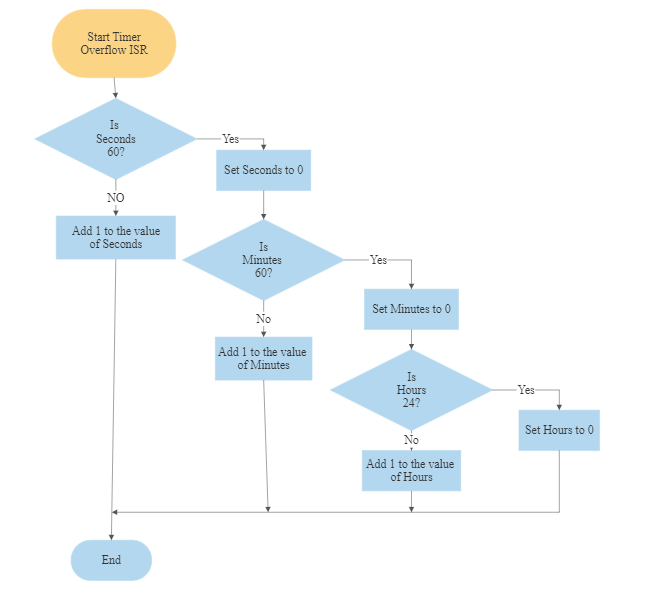 Start Timer
Overflow ISR
Is
Seconds
60?
Yes
Set Seconds to 0
NO
Add 1 to the value
of Seconds
Is
Minutes
60?
Yes
Set Minutes to 0
No
Add 1 to the value
of Minutes
Is
Hours
24?
Yes
Set Hours to 0
No
Add 1 to the value
of Hours
End